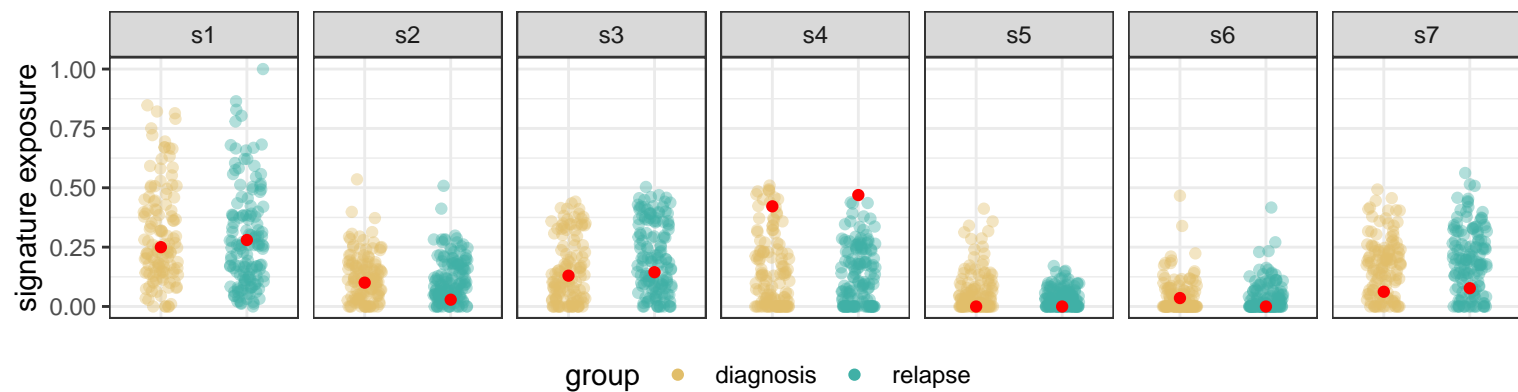 s1 s2 s3 s4 s5 s6 s7
signature exposure
1.00
0.75
0.50
0.25
0.00
group diagnosis relapse